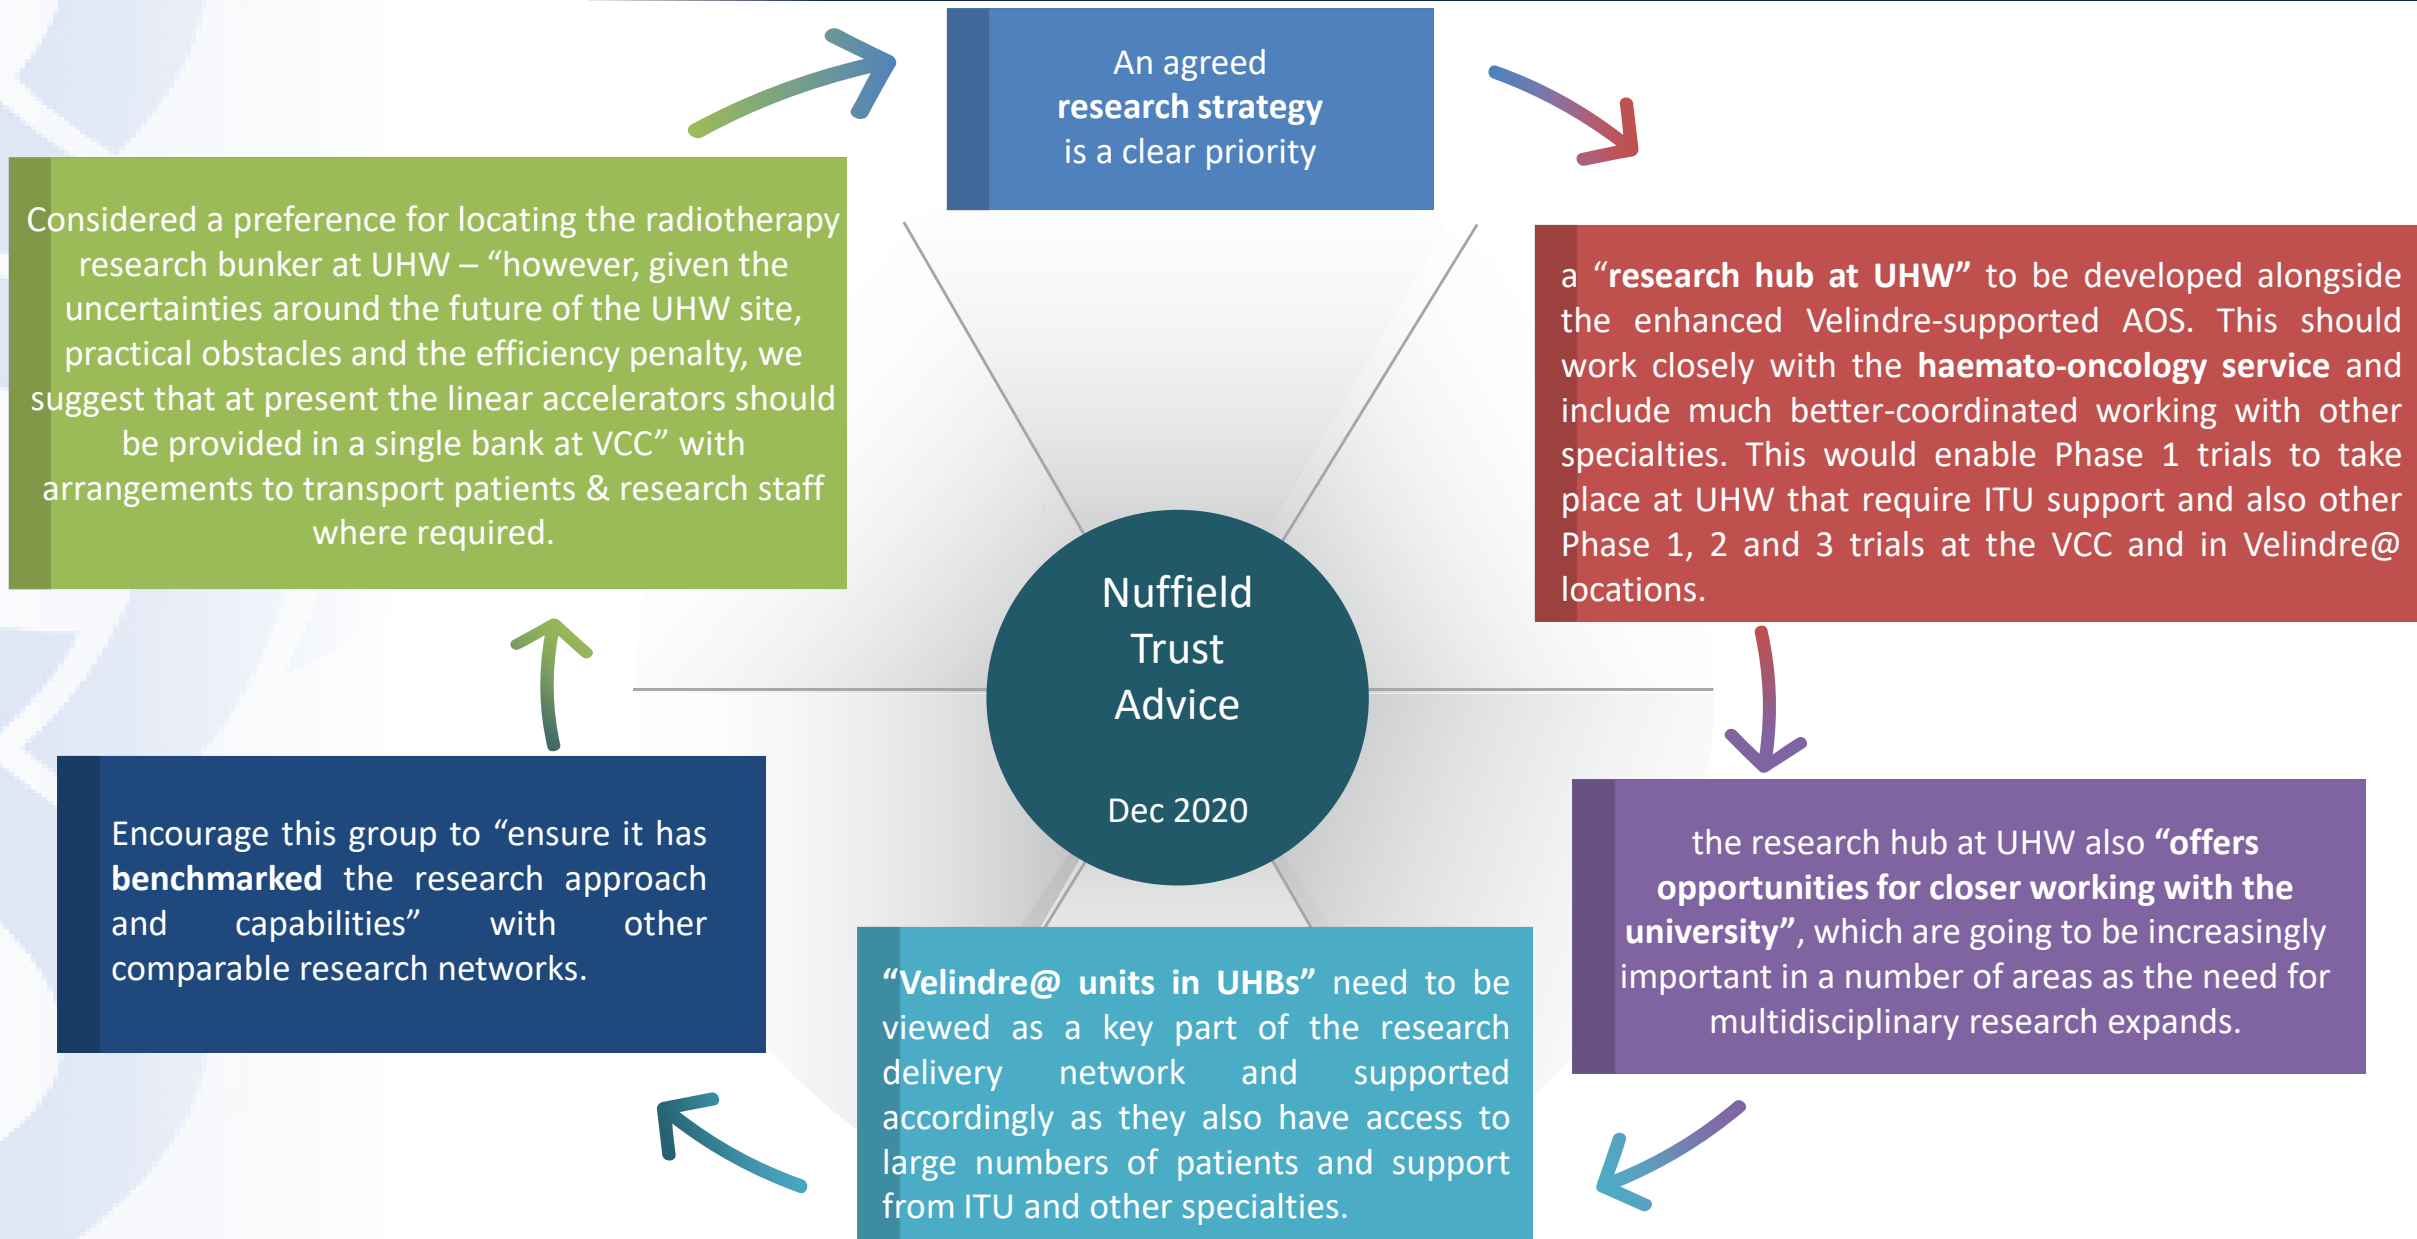 An agreed
research strategy
is a clear priority
a “research hub at UHW” to be developed alongside
the enhanced Velindre-supported AOS. This should
work closely with the haemato-oncology service and
include much better-coordinated working with other
specialties. This would enable Phase 1 trials to take
place at UHW that require ITU support and also other
Phase 1, 2 and 3 trials at the VCC and in Velindre@
locations.
the research hub at UHW also “offers
opportunities for closer working with the
university”, which are going to be increasingly
important in a number of areas as the need for
multidisciplinary research expands.
“Velindre@ units in UHBs” need to be
viewed as a key part of the research
delivery network and supported
accordingly as they also have access to
large numbers of patients and support
from ITU and other specialties.
Encourage this group to “ensure it has
benchmarked the research approach
and capabilities” with other
comparable research networks.
Considered a preference for locating the radiotherapy
research bunker at UHW – “however, given the
uncertainties around the future of the UHW site,
practical obstacles and the efficiency penalty, we
suggest that at present the linear accelerators should
be provided in a single bank at VCC” with
arrangements to transport patients & research staff
where required.
Nuffield
Trust
Advice
Dec 2020